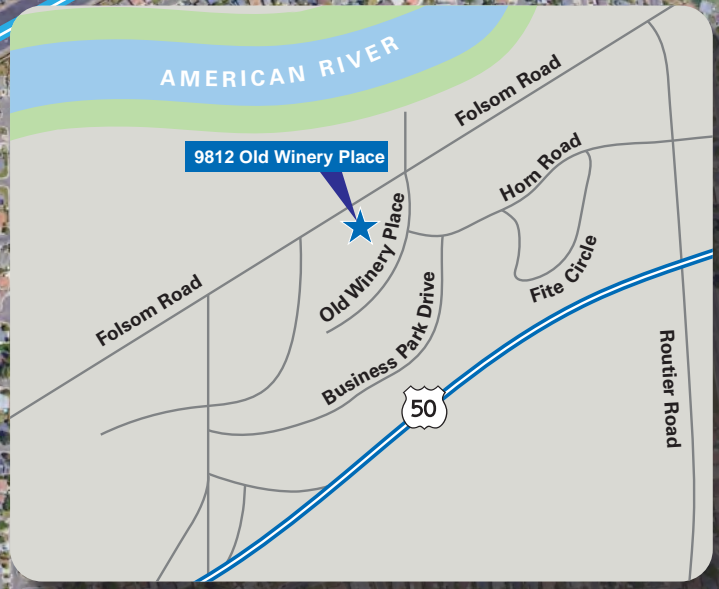 AMERICAN RIVER
Folsom Road
9812 Old Winery Place
Horn Road
Old Winery Place
Fite Circle
Folsom Road
Business Park Drive
Routier Road
50